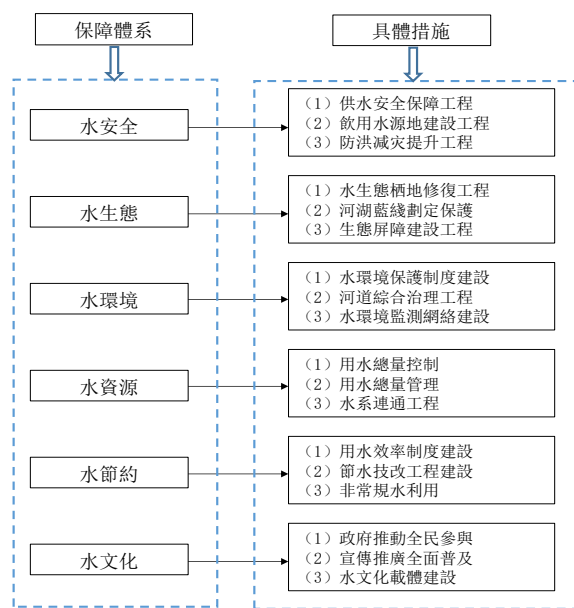 保障體系
具體措施
水安全
（1）供水安全保障工程
（2）飲用水源地建設工程
（3）防洪减灾提升工程
水生態
（1）水生態栖地修復工程
（2）河湖藍綫劃定保護
（3）生態屏障建設工程
水環境
（1）水環境保護制度建設
（2）河道綜合治理工程
（3）水環境監測網絡建設
水資源
（1）用水總量控制
（2）用水總量管理
（3）水系連通工程
水節約
（1）用水效率制度建設
（2）節水技改工程建設
（3）非常規水利用
水文化
（1）政府推動全民參與
（2）宣傳推廣全面普及
（3）水文化載體建設